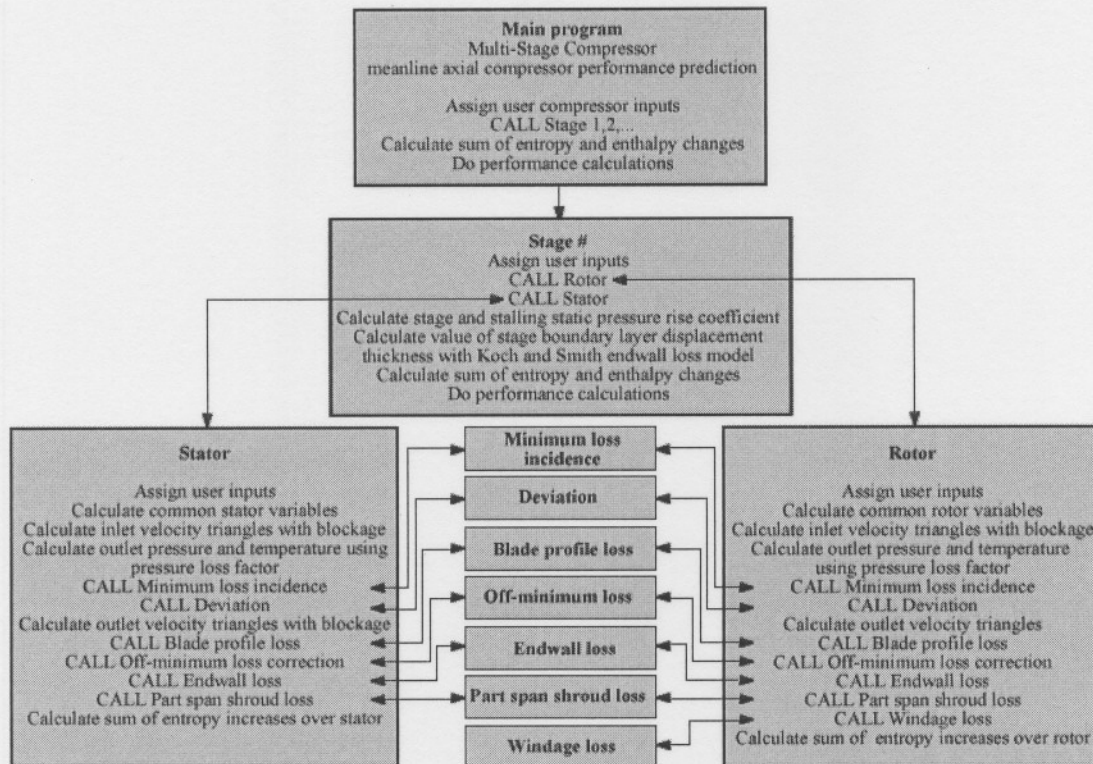 Main program
Multi-Stage Compressor
meanline axial compressor performance prediction
Assign user compressor inputs
CALL Stage 1,2,...
Calculate sum of entropy and enthalpy changes
Do performance calculations
Stage #
Assign user inputs
CALL Rotor
CALL Stator
Calculate stage and stalling static pressure rise coefficient
Calculate value of stage boundary layer displacement
thickness with Koch and Smith endwall loss model
Calculate sum of entropy and enthalpy changes
Do performance calculations
Stator
Assign user inputs
Calculate common stator variables
Calculate inlet velocity triangles with blockage
Calculate outlet pressure and temperature using
pressure loss factor
CALL Minimum loss incidence
CALL Deviation
Calculate outlet velocity triangles with blockage
CALL Blade profile loss
CALL Off-minimum loss correction
CALL Endwall loss
CALL Part span shroud loss
Calculate sum of entropy increases over stator
Minimum loss
incidence
Deviation
Blade profile loss
Off-minimum loss
Endwall loss
Part span shroud loss
Windage loss
Rotor
Assign user inputs
Calculate common rotor variables
Calculate inlet velocity triangles with blockage
Calculate outlet pressure and temperature
using pressure loss factor
CALL Minimum loss incidence
CALL Deviation
Calculate outlet velocity triangles
CALL Blade profile loss
CALL Off-minimum loss correction
CALL Endwall loss
CALL Part span shroud loss
CALL Windage loss
Calculate sum of entropy increases over rotor